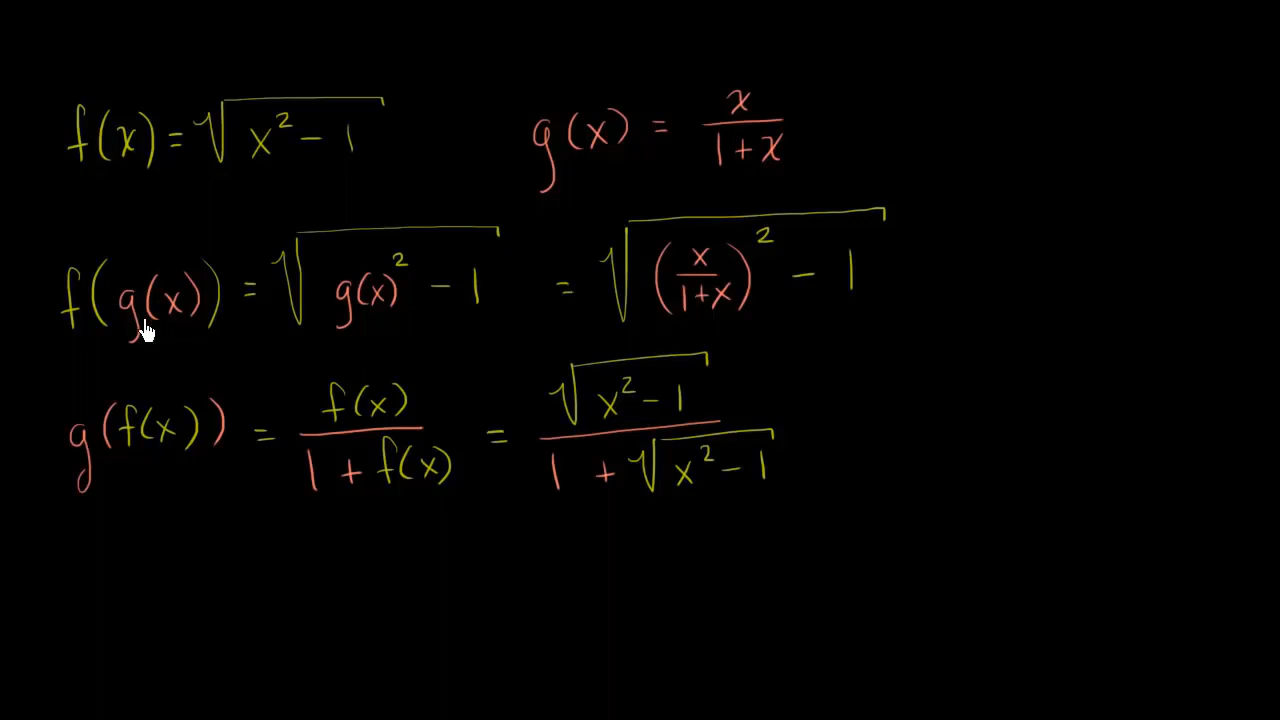 f(x) = √(x² − 1)    g(x) = x/(1 + x)
f(g(x)) = √(g(x)² − 1) = √((x/(1+x))² − 1)
g(f(x)) = f(x)/(1 + f(x)) = √(x² − 1)/(1 + √(x² − 1))